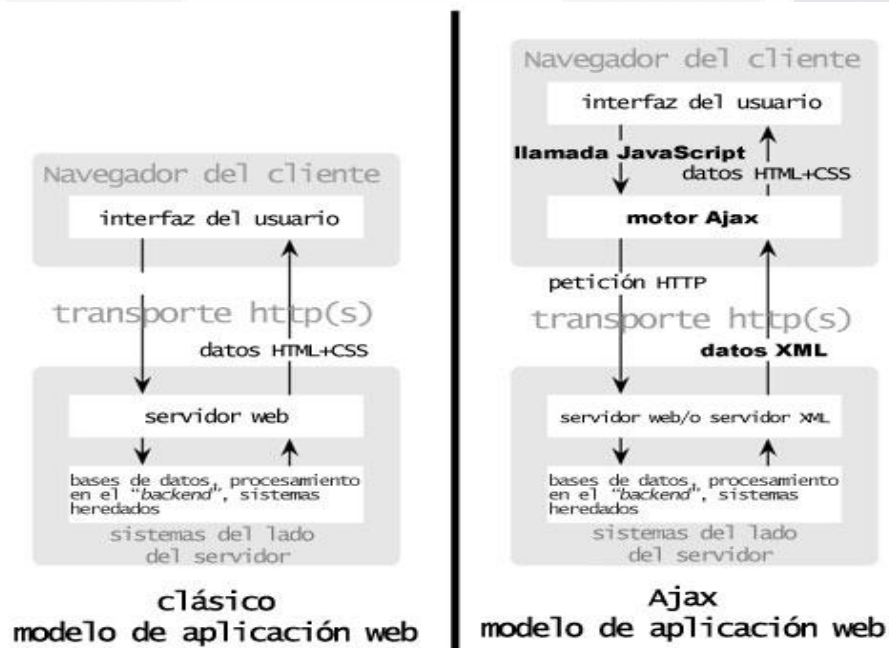 Navegador del cliente
interfaz del usuario
transporte http(s)
datos HTML+CSS
servidor web
bases de datos, procesamiento
en el "backend", sistemas
heredados
sistemas del lado
del servidor
clásico
modelo de aplicación web
Navegador del cliente
interfaz del usuario
llamada JavaScript
datos HTML+CSS
motor Ajax
petición HTTP
transporte http(s)
datos XML
servidor web/o servidor XML
bases de datos, procesamiento
en el "backend", sistemas
heredados
sistemas del lado
del servidor
Ajax
modelo de aplicación web